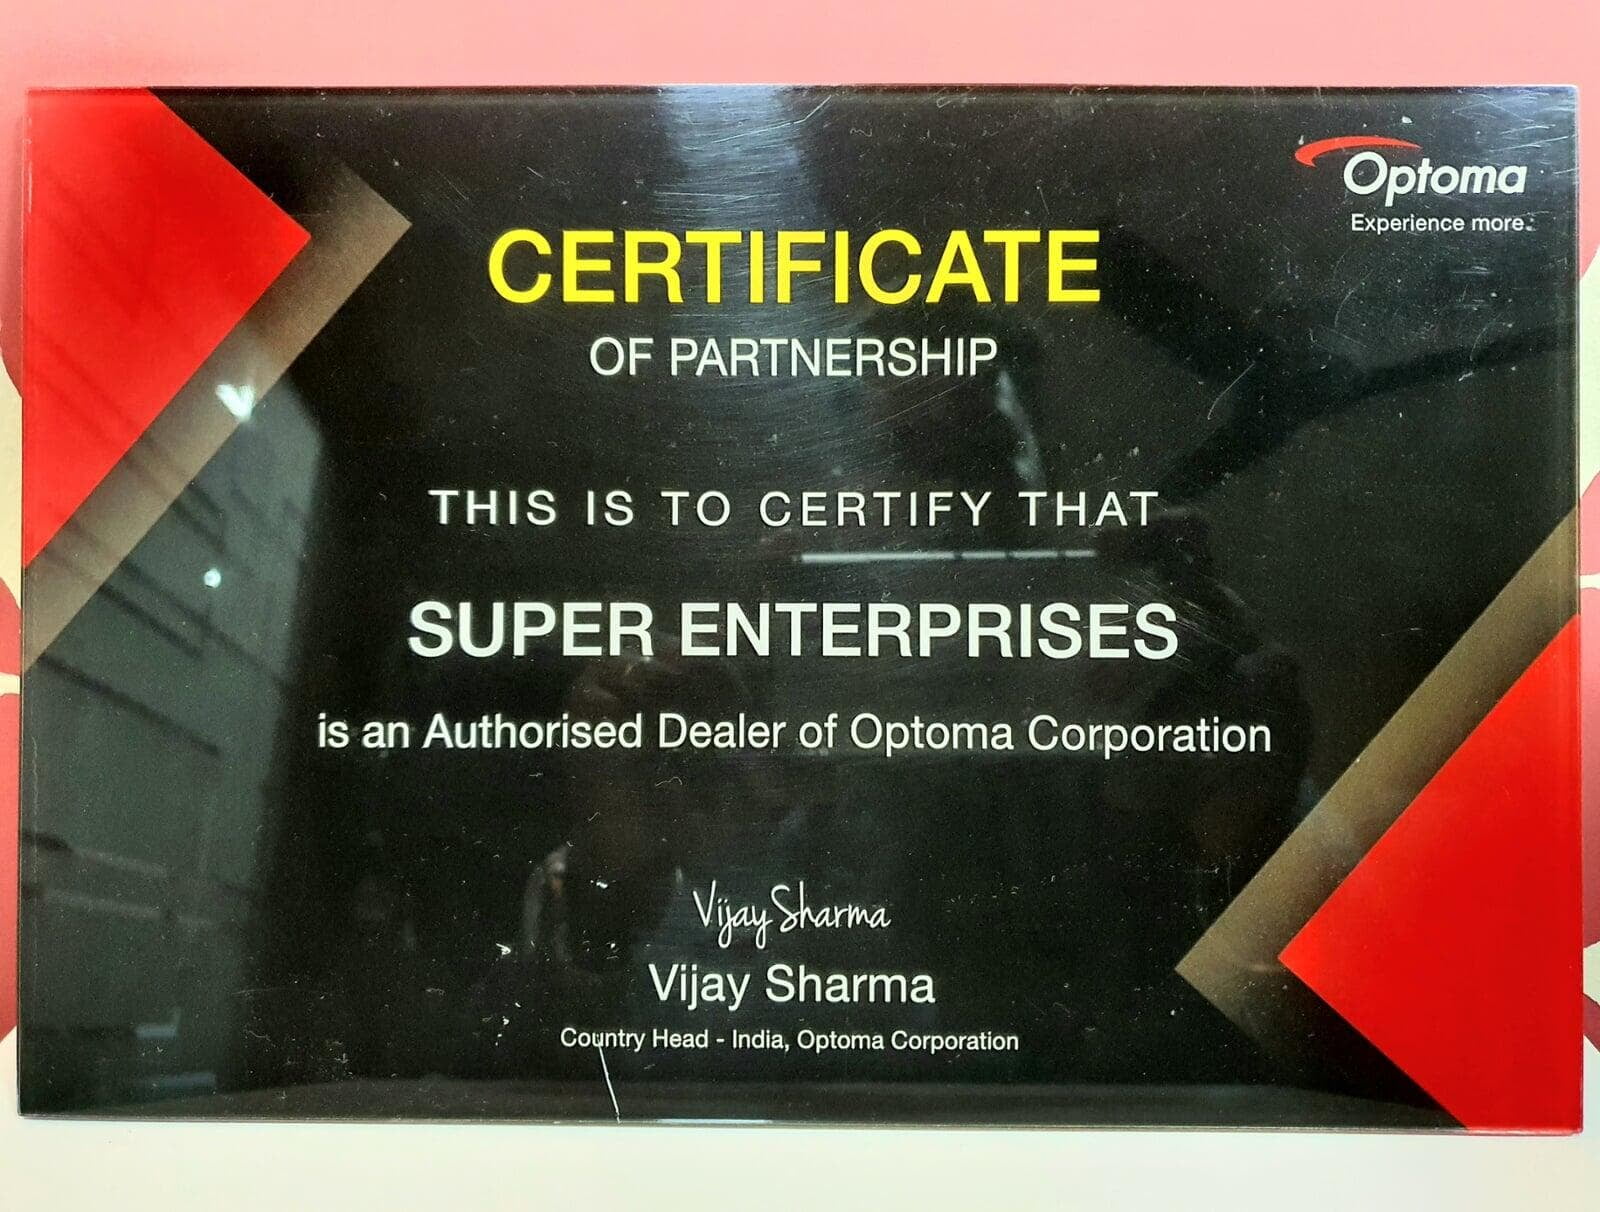 Optoma
Experience more.
CERTIFICATE
OF PARTNERSHIP
THIS IS TO CERTIFY THAT
SUPER ENTERPRISES
is an Authorised Dealer of Optoma Corporation
Vijay Sharma
Vijay Sharma
Country Head - India, Optoma Corporation